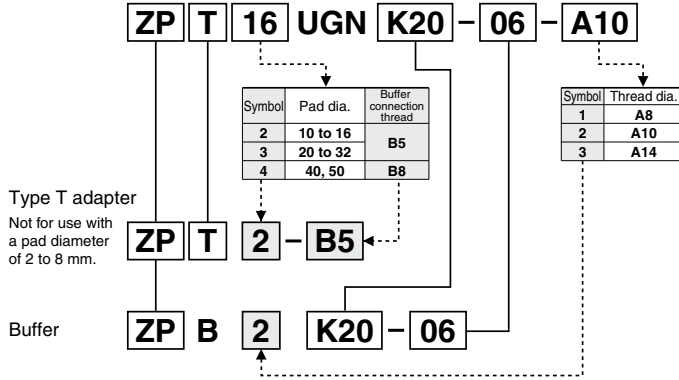 ZP T 16 UGN K20 – 06 – A10
Symbol Pad dia. Buffer connection thread
2 10 to 16 B5
3 20 to 32
4 40, 50 B8
Symbol Thread dia.
1 A8
2 A10
3 A14
Type T adapter
Not for use with
a pad diameter
of 2 to 8 mm.
ZP T 2 – B5
Buffer ZP B 2 K20 – 06